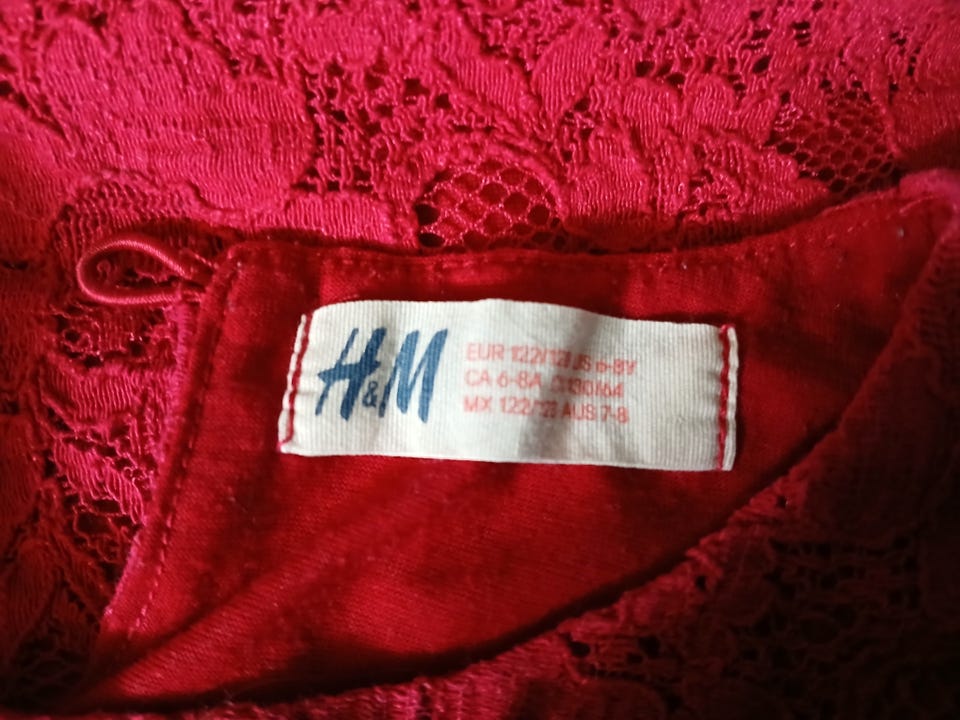 H&M
EUR 122/128 US 6-8Y
CA 6-8A 130/64
MX 122/128 AUS 7-8